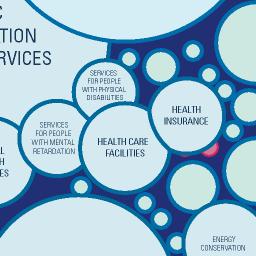 TION
RVICES
SERVICES
FOR PEOPLE
WITH PHYSICAL
DISABILITIES
HEALTH
INSURANCE
SERVICES
FOR PEOPLE
WITH MENTAL
RETARDATION
HEALTH CARE
FACILITIES
L
H
ES
ENERGY
CONSERVATION